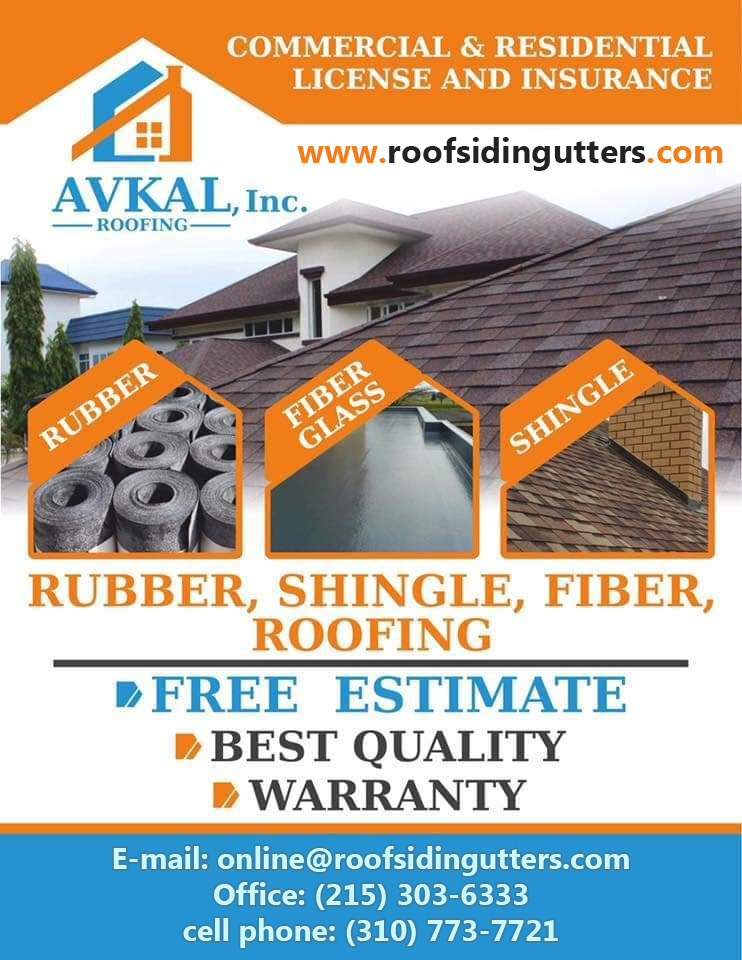 COMMERCIAL & RESIDENTIAL
LICENSE AND INSURANCE
www.roofsidingutters.com
AVKAL, Inc.
ROOFING
RUBBER
FIBER
GLASS
SHINGLE
RUBBER, SHINGLE, FIBER,
ROOFING
FREE ESTIMATE
BEST QUALITY
WARRANTY
E-mail: online@roofsidingutters.com
Office: (215) 303-6333
cell phone: (310) 773-7721